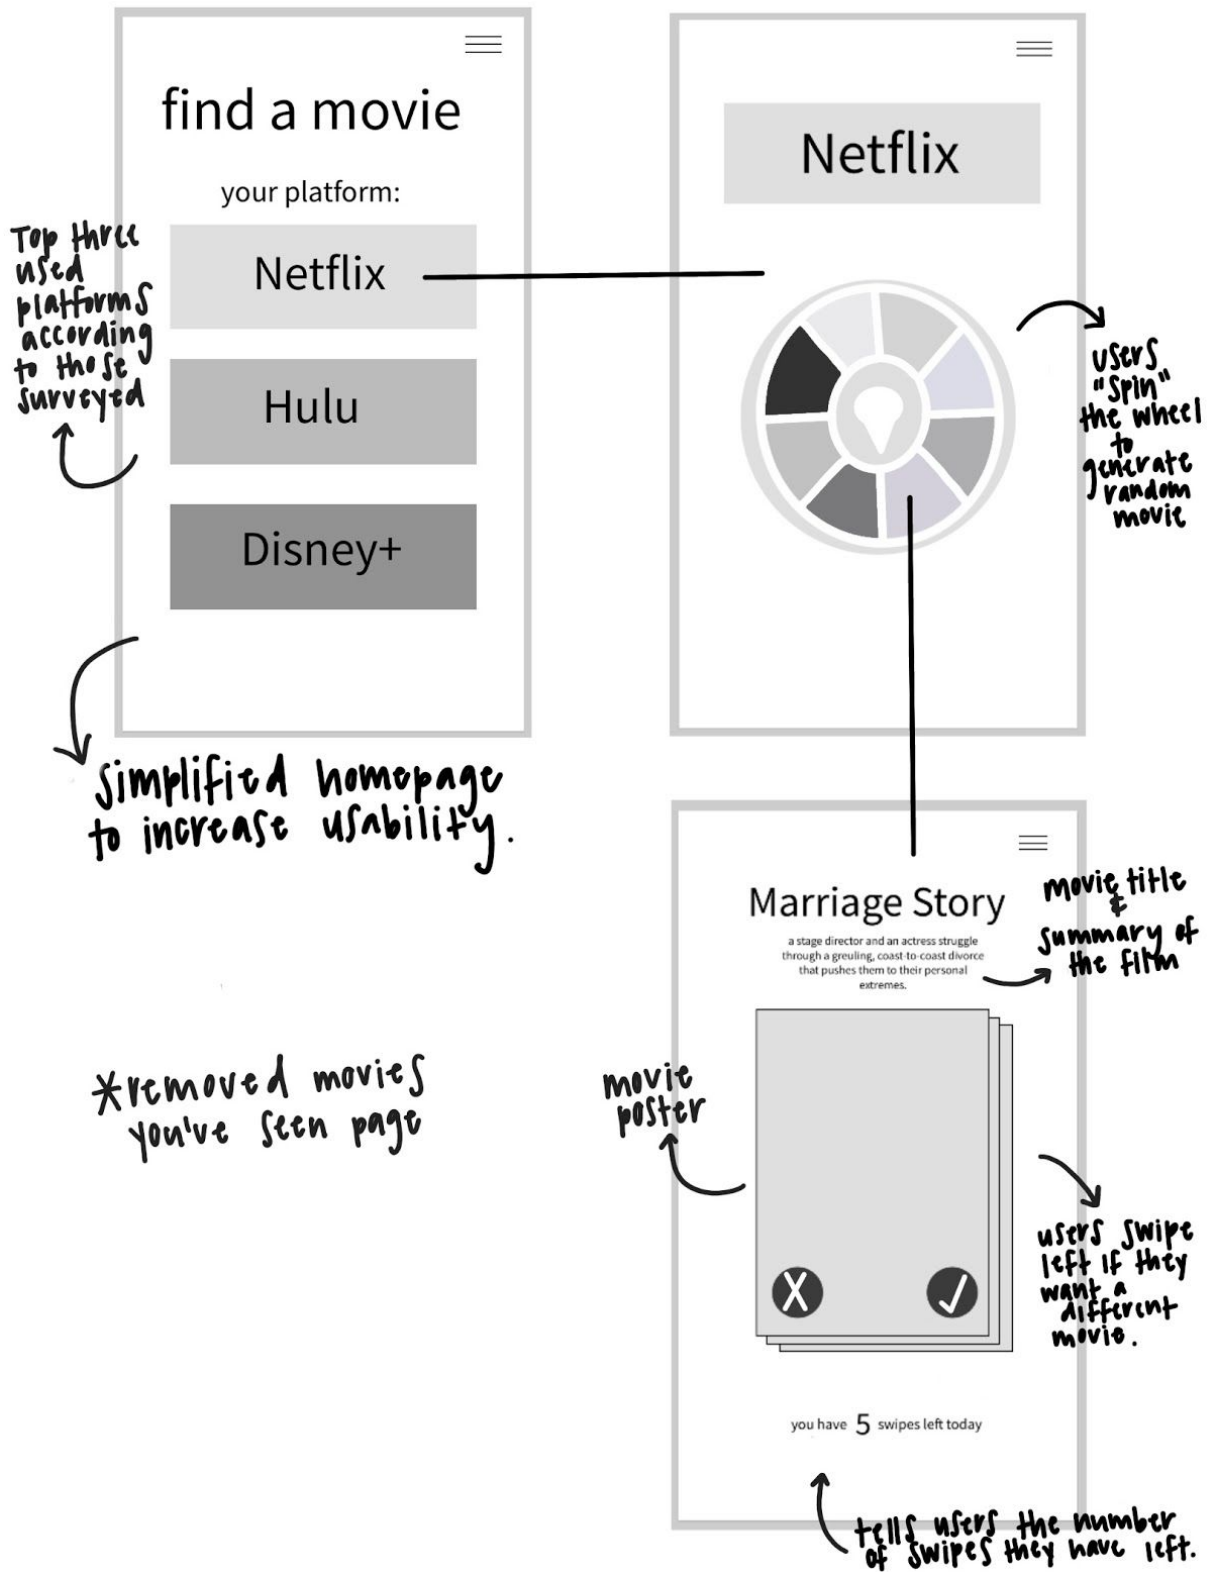 find a movie
your platform:
Netflix
Hulu
Disney+
Top three
used
platforms
according
to those
surveyed
simplified homepage
to increase usability.
*removed movies
you've seen page
Netflix
users
"spin"
the wheel
to
generate
random
movie
Marriage Story
a stage director and an actress struggle
through a greuling, coast-to-coast divorce
that pushes them to their personal
extremes.
movie title
&
summary of
the film
movie
poster
X
✓
users swipe
left if they
want a
different
movie.
you have 5 swipes left today
tells users the number
of swipes they have left.